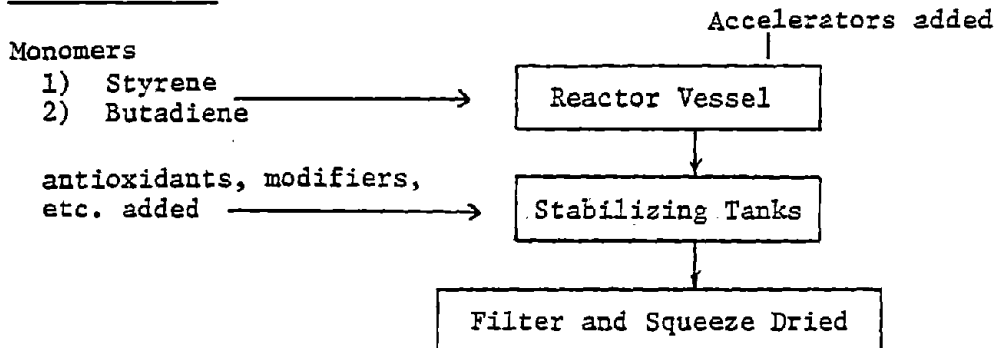 Accelerators added
Monomers
1) Styrene
2) Butadiene
Reactor Vessel
antioxidants, modifiers,
etc. added
Stabilizing Tanks
Filter and Squeeze Dried